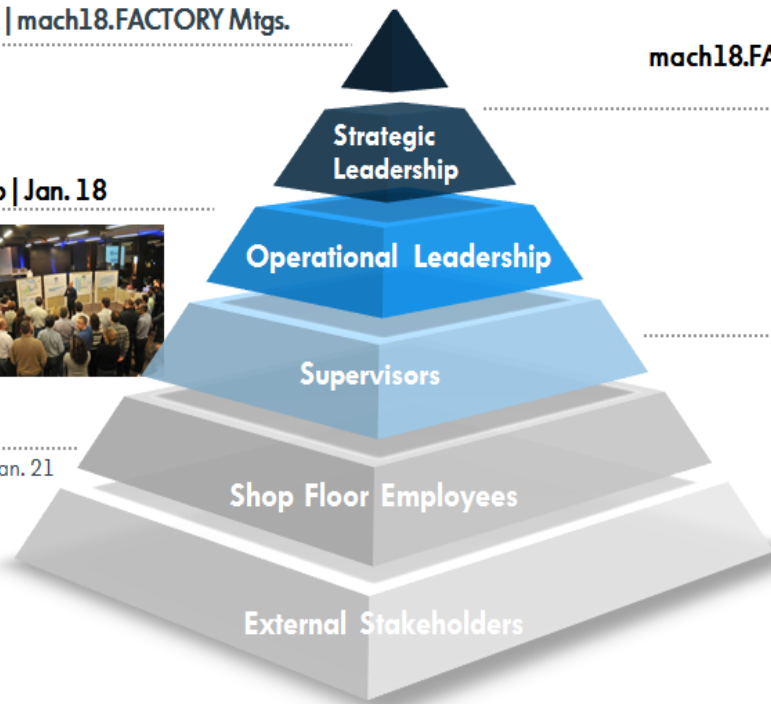 | mach18.FACTORY Mtgs.
mach18.FA
Strategic
Leadership
| Jan. 18
Operational Leadership
Supervisors
an. 21
Shop Floor Employees
External Stakeholders